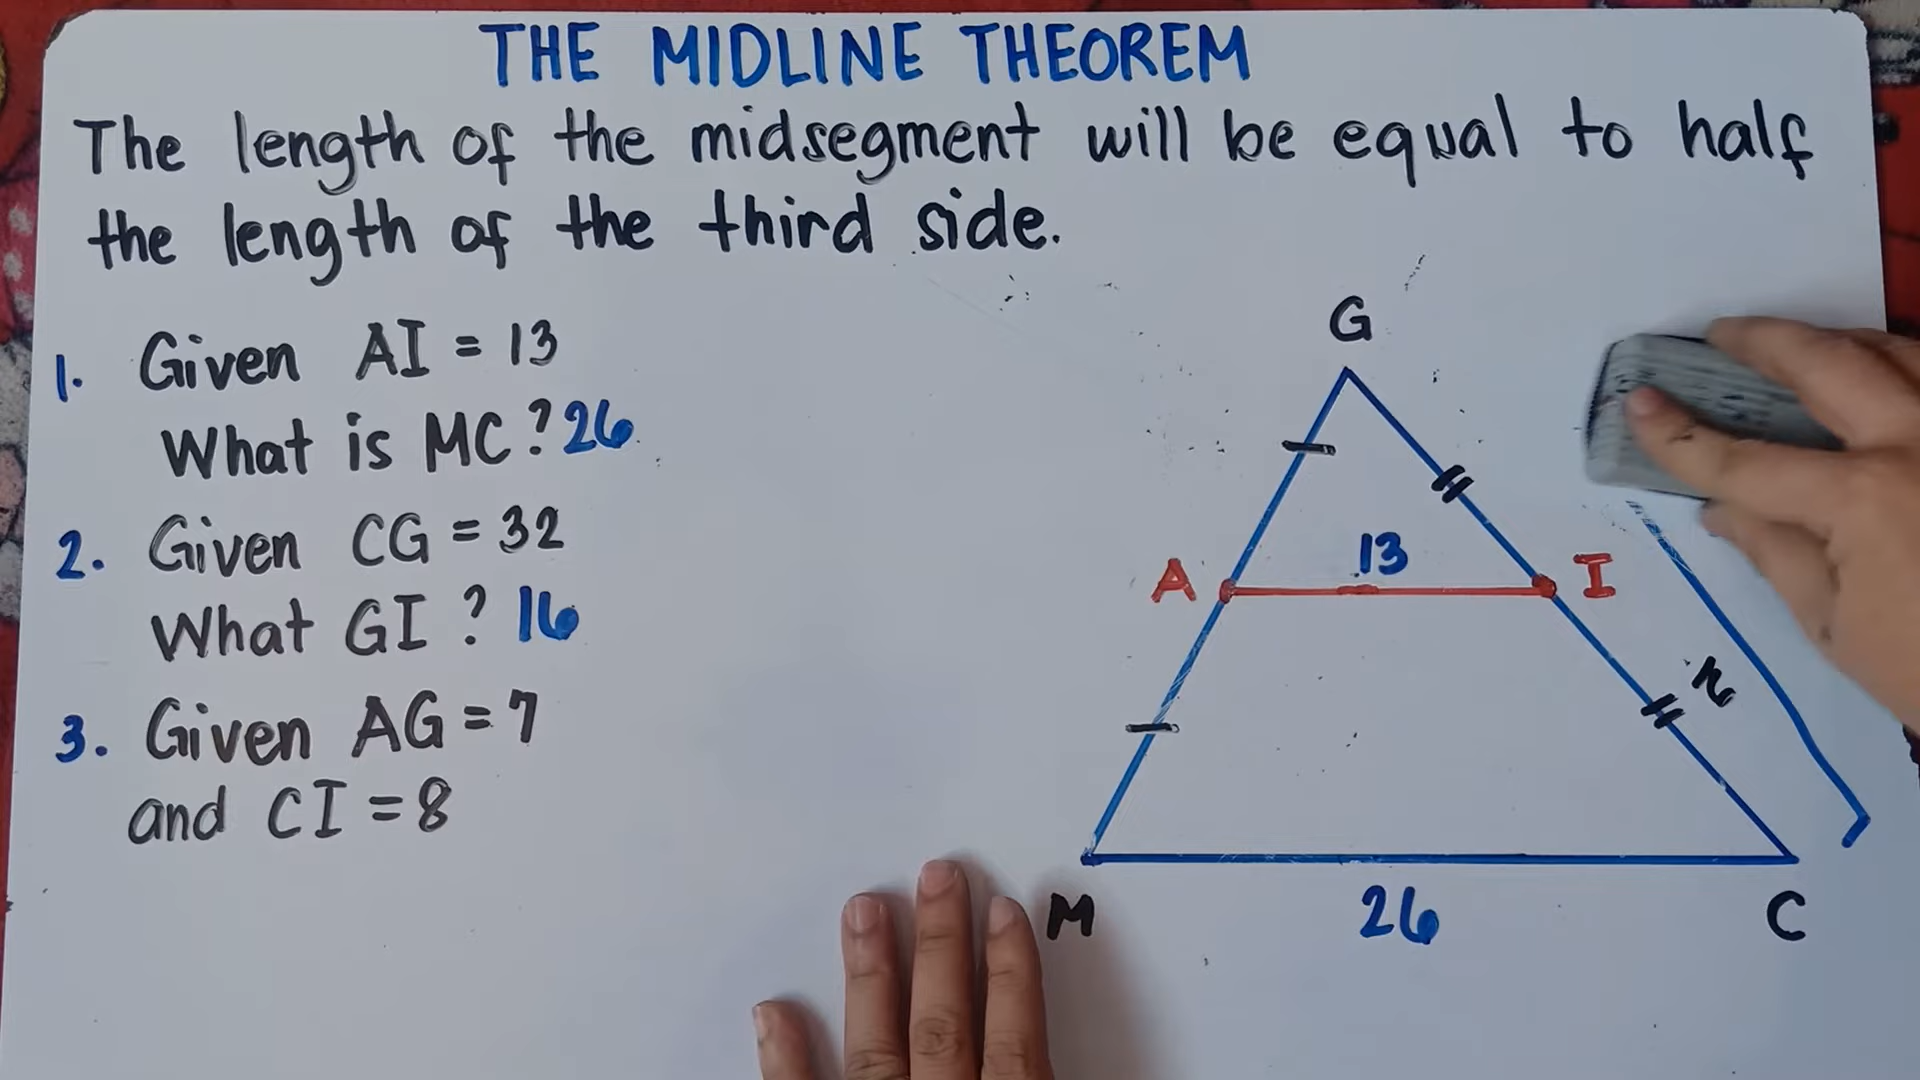 THE MIDLINE THEOREM
The length of the midsegment will be equal to half
the length of the third side.
1. Given AI = 13
What is MC? 26
2. Given CG = 32
What GI? 16
3. Given AG = 7
and CI = 8
G
13
A
I
M
26
C